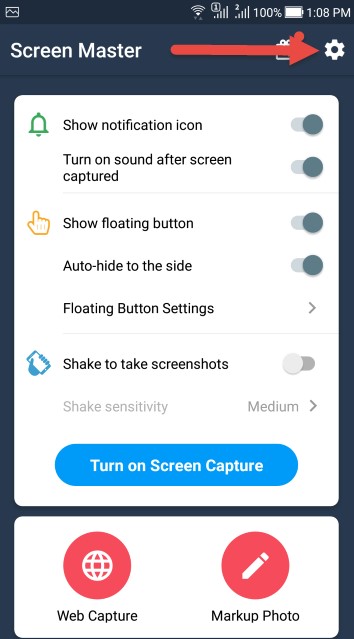 1 2 100% 1:08 PM
Screen Master
Show notification icon
Turn on sound after screen
captured
Show floating button
Auto-hide to the side
Floating Button Settings
Shake to take screenshots
Shake sensitivity Medium
Turn on Screen Capture
Web Capture Markup Photo